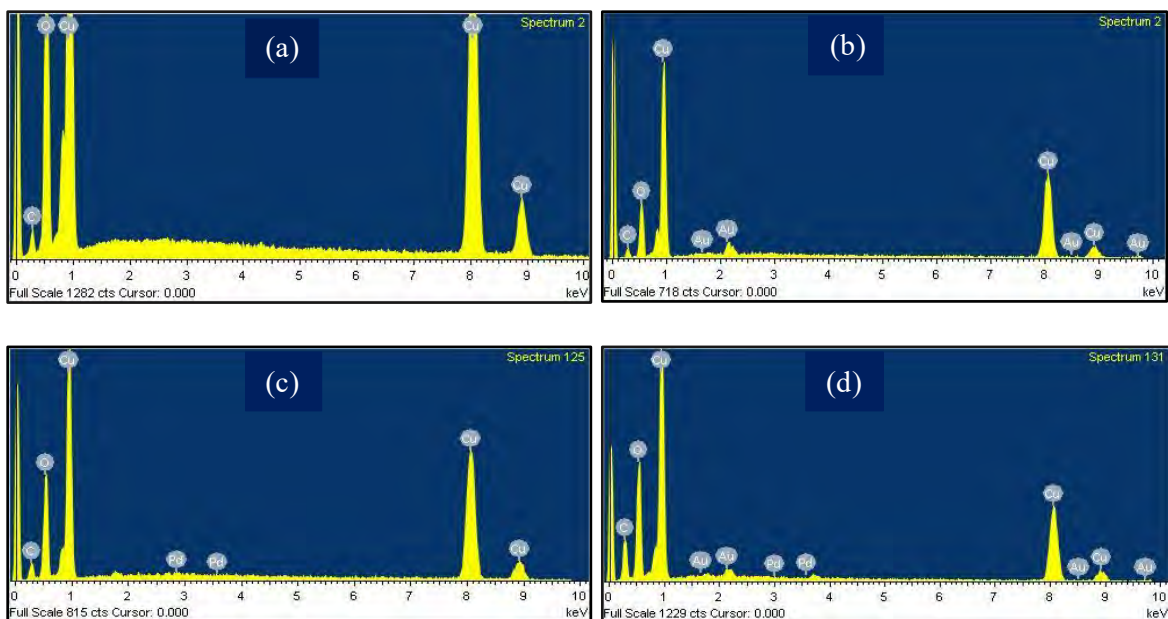 Spectrum 2
(a)
O Cu Cu
Cu
C
0 1 2 3 4 5 6 7 8 9 10
Full Scale 1282 cts Cursor: 0.000 keV
Spectrum 2
(b)
Cu
Cu
O
C Au Au Au Cu Au
0 1 2 3 4 5 6 7 8 9 10
Full Scale 718 cts Cursor: 0.000 keV
Spectrum 125
(c)
Cu
Cu
O
C Pd Pd Cu
0 1 2 3 4 5 6 7 8 9 10
Full Scale 815 cts Cursor: 0.000 keV
Spectrum 131
(d)
Cu
O
Cu
C
Au Au Pd Pd Au Cu Au
0 1 2 3 4 5 6 7 8 9 10
Full Scale 1229 cts Cursor: 0.000 keV